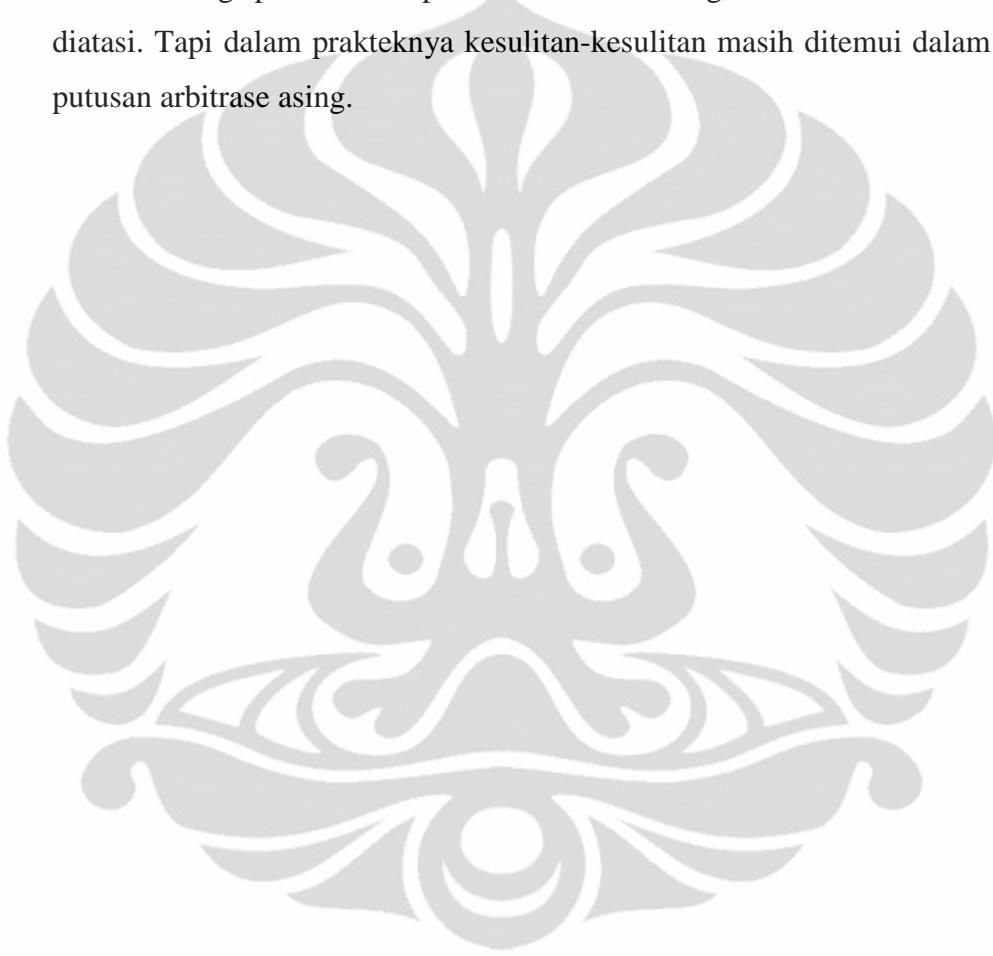 diatasi. Tapi dalam prakteknya kesulitan-kesulitan masih ditemui dalam
putusan arbitrase asing.